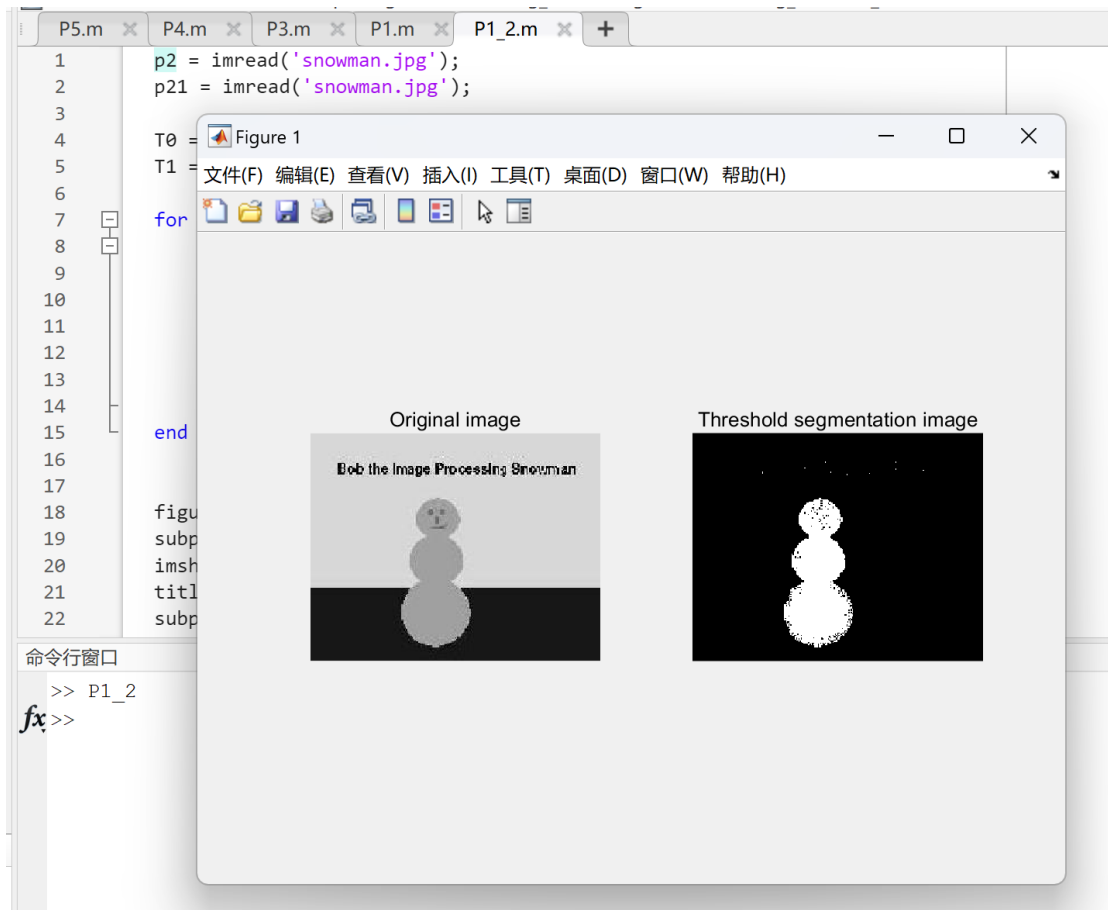 P5.m P4.m P3.m P1.m P1_2.m
1 p2 = imread('snowman.jpg');
2 p21 = imread('snowman.jpg');
3
4 T0 =
5 T1 =
6
7 for
8
9
10
11
12
13
14
15 end
16
17
18 figu
19 subp
20 imsh
21 titl
22 subp
Figure 1
文件(F) 编辑(E) 查看(V) 插入(I) 工具(T) 桌面(D) 窗口(W) 帮助(H)
Original image
Bob the Image Processing Snowman
Threshold segmentation image
命令行窗口
>> P1_2
fx >>